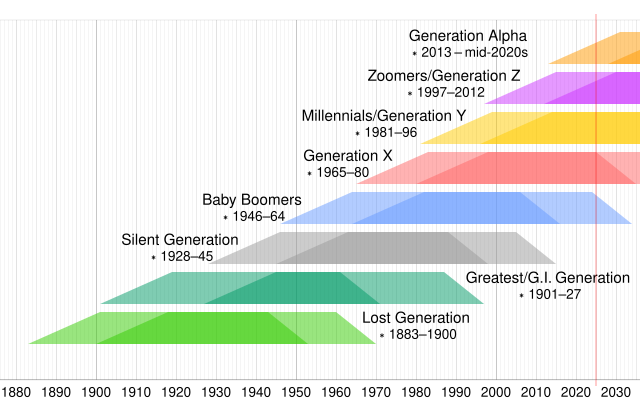 Generation Alpha
* 2013 – mid-2020s
Zoomers/Generation Z
* 1997–2012
Millennials/Generation Y
* 1981–96
Generation X
* 1965–80
Baby Boomers
* 1946–64
Silent Generation
* 1928–45
Greatest/G.I. Generation
* 1901–27
Lost Generation
* 1883–1900
1880 1890 1900 1910 1920 1930 1940 1950 1960 1970 1980 1990 2000 2010 2020 2030